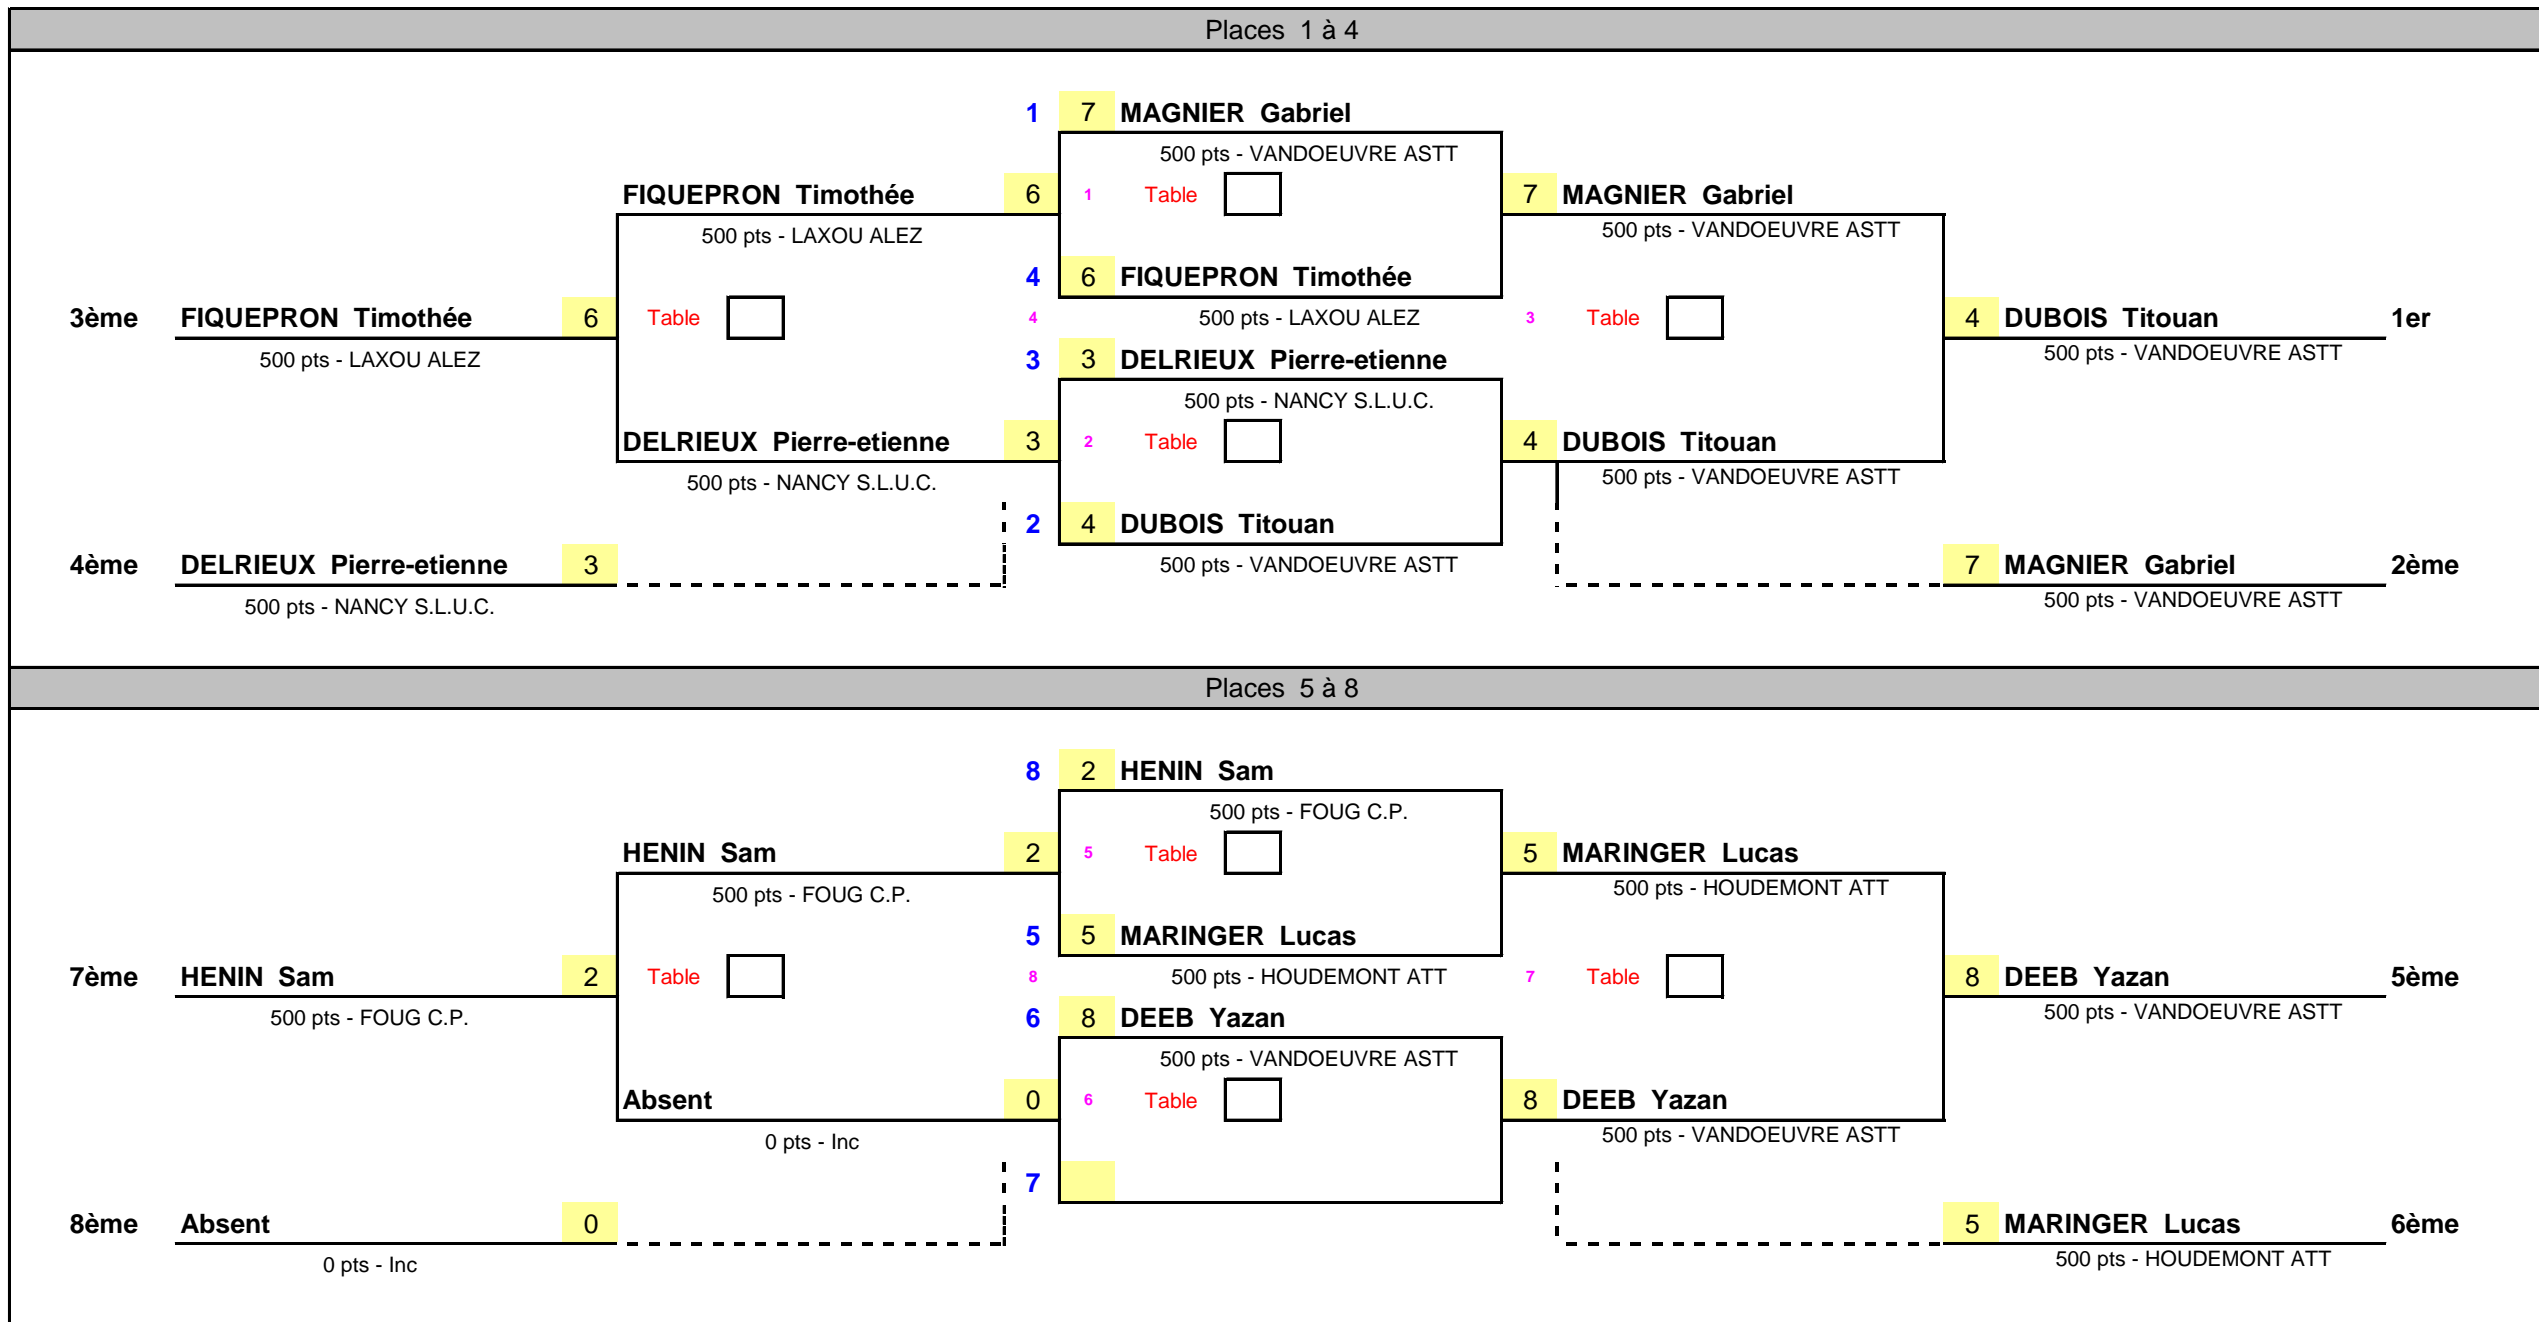 Places 1 à 4
1 7 MAGNIER Gabriel
500 pts - VANDOEUVRE ASTT
FIQUEPRON Timothée 6 1 Table 7 MAGNIER Gabriel
500 pts - LAXOU ALEZ 500 pts - VANDOEUVRE ASTT
4 6 FIQUEPRON Timothée
3ème FIQUEPRON Timothée 6 Table 4 500 pts - LAXOU ALEZ 3 Table 4 DUBOIS Titouan 1er
500 pts - LAXOU ALEZ 3 3 DELRIEUX Pierre-etienne 500 pts - VANDOEUVRE ASTT
500 pts - NANCY S.L.U.C.
DELRIEUX Pierre-etienne 3 2 Table 4 DUBOIS Titouan
500 pts - NANCY S.L.U.C. 500 pts - VANDOEUVRE ASTT
2 4 DUBOIS Titouan
4ème DELRIEUX Pierre-etienne 3 500 pts - VANDOEUVRE ASTT 7 MAGNIER Gabriel 2ème
500 pts - NANCY S.L.U.C. 500 pts - VANDOEUVRE ASTT
Places 5 à 8
8 2 HENIN Sam
500 pts - FOUG C.P.
HENIN Sam 2 5 Table 5 MARINGER Lucas
500 pts - FOUG C.P. 500 pts - HOUDEMONT ATT
5 5 MARINGER Lucas
7ème HENIN Sam 2 Table 8 500 pts - HOUDEMONT ATT 7 Table 8 DEEB Yazan 5ème
500 pts - FOUG C.P. 6 8 DEEB Yazan 500 pts - VANDOEUVRE ASTT
500 pts - VANDOEUVRE ASTT
Absent 0 6 Table 8 DEEB Yazan
0 pts - Inc 500 pts - VANDOEUVRE ASTT
7
8ème Absent 0 5 MARINGER Lucas 6ème
0 pts - Inc 500 pts - HOUDEMONT ATT